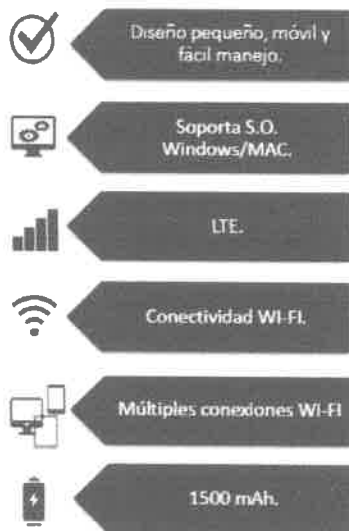 Diseño pequeño, móvil y
fácil manejo.
Soporta S.O.
Windows/MAC.
LTE.
Conectividad WI-FI.
Múltiples conexiones WI-FI
1500 mAh.